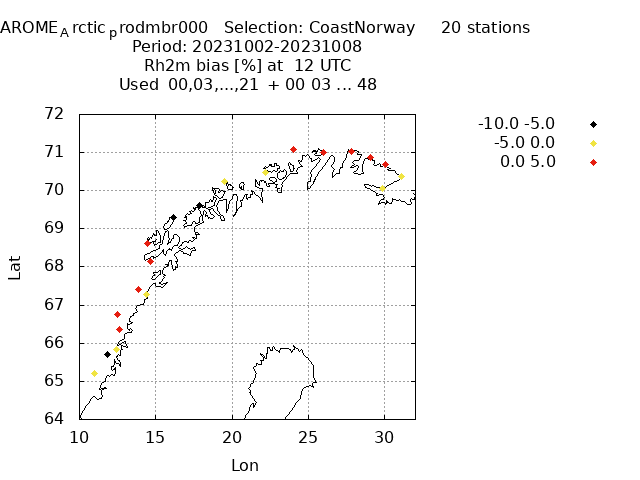 AROME_Arctic_prodmbr000 Selection: CoastNorway 20 stations
Period: 20231002-20231008
Rh2m bias [%] at 12 UTC
Used 00,03,...,21 + 00 03 ... 48
-10.0 -5.0
-5.0 0.0
0.0 5.0
72
71
70
69
68
67
66
65
64
Lat
10 15 20 25 30
Lon